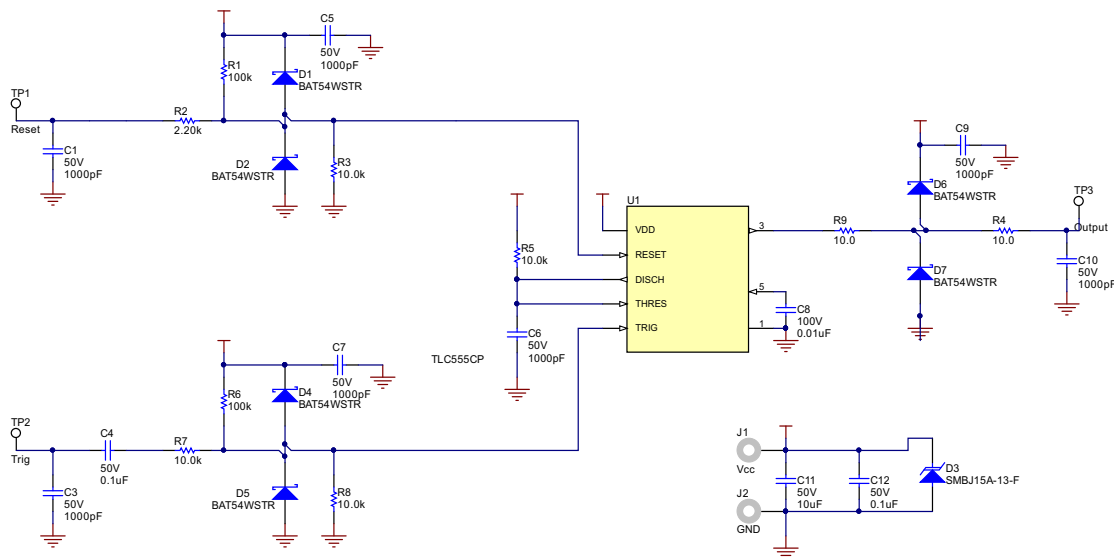 C5
50V
1000pF
R1
100k
D1
BAT54WSTR
TP1
Reset
R2
2.20k
C1
50V
1000pF
D2
BAT54WSTR
R3
10.0k
C9
50V
1000pF
D6
BAT54WSTR
TP3
Output
R9
10.0
R4
10.0
C10
50V
1000pF
D7
BAT54WSTR
U1
VDD
RESET
DISCH
THRES
TRIG
3
5
1
R5
10.0k
C6
50V
1000pF
TLC555CP
C8
100V
0.01uF
C7
50V
1000pF
R6
100k
D4
BAT54WSTR
TP2
Trig
C4
50V
0.1uF
R7
10.0k
C3
50V
1000pF
D5
BAT54WSTR
R8
10.0k
J1
Vcc
J2
GND
C11
50V
10uF
C12
50V
0.1uF
D3
SMBJ15A-13-F